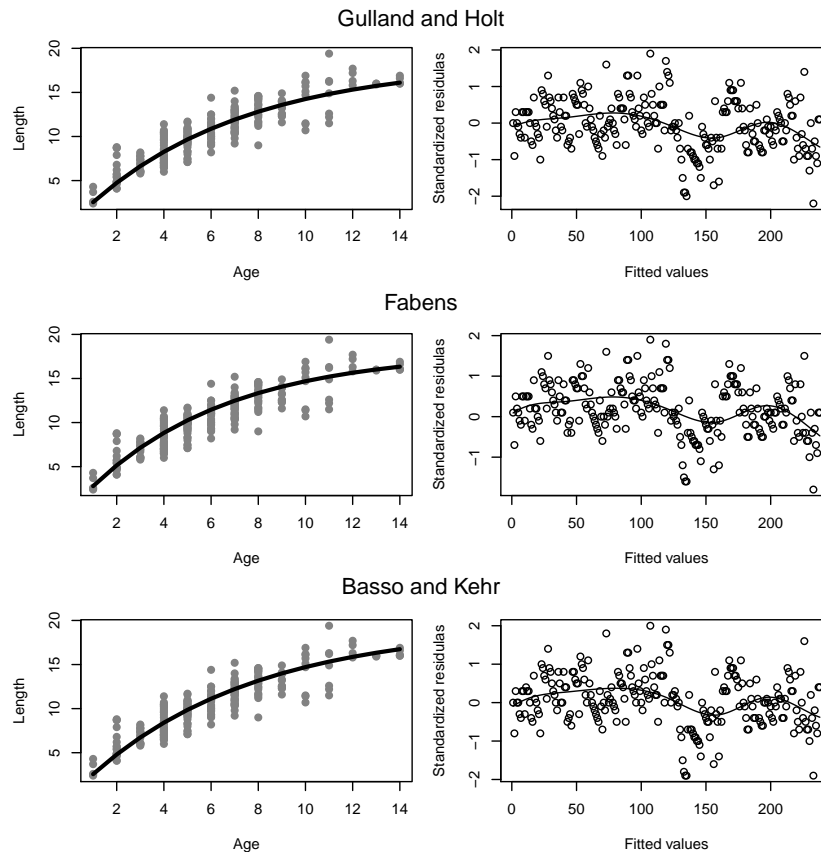 Gulland and Holt
Length
5 10 15 20
2 4 6 8 10 12 14
Age
Standardized residulas
-2 -1 0 1 2
0 50 100 150 200
Fitted values
Fabens
Length
5 10 15 20
2 4 6 8 10 12 14
Age
Standardized residulas
-1 0 1 2
0 50 100 150 200
Fitted values
Basso and Kehr
Length
5 10 15 20
2 4 6 8 10 12 14
Age
Standardized residulas
-2 -1 0 1 2
0 50 100 150 200
Fitted values